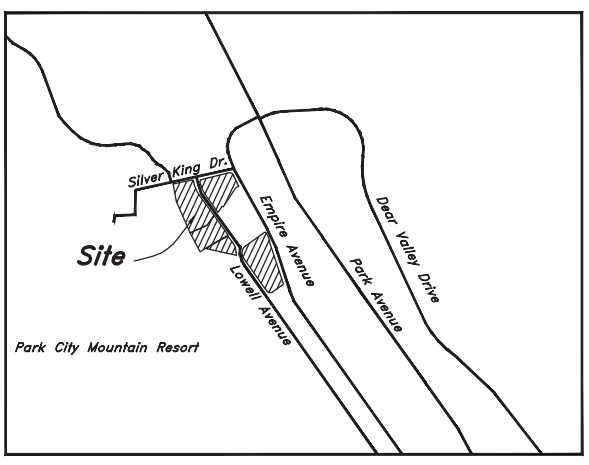 Silver King Dr.
Site
Empire Avenue
Dear Valley Drive
Park Avenue
Lowell Avenue
Park City Mountain Resort